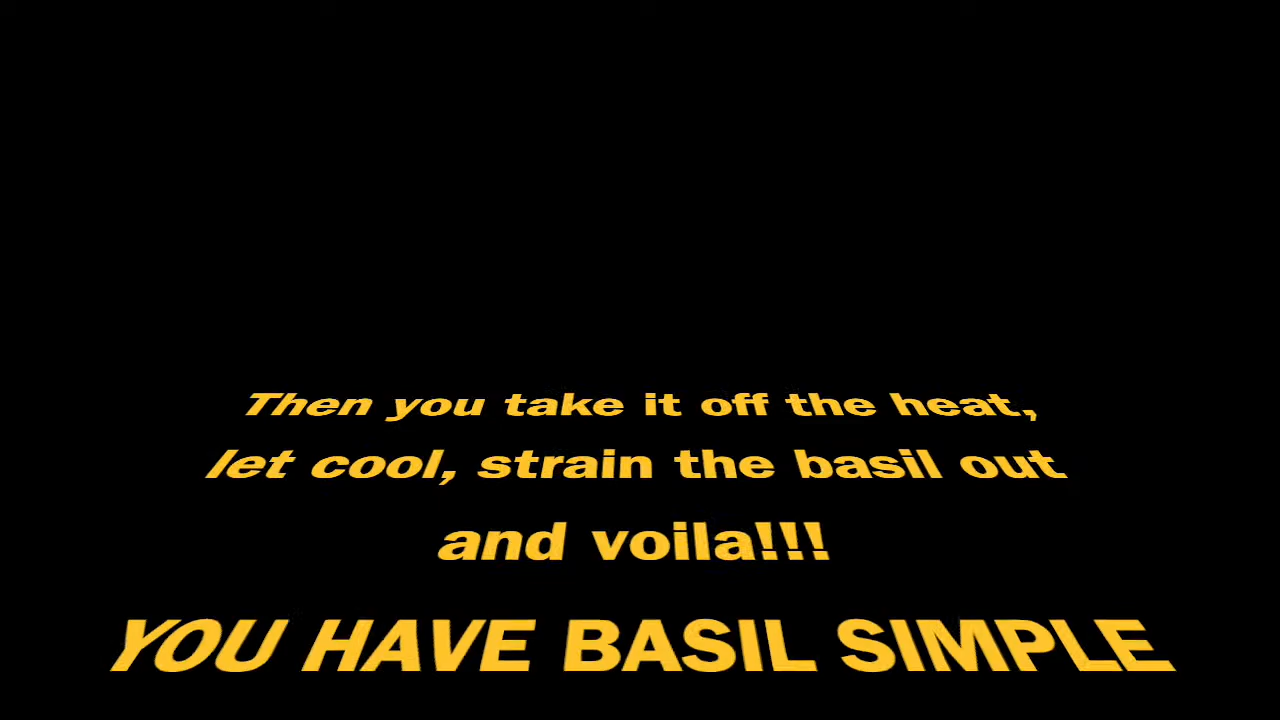 Then you take it off the heat,
let cool, strain the basil out
and voila!!!
YOU HAVE BASIL SIMPLE